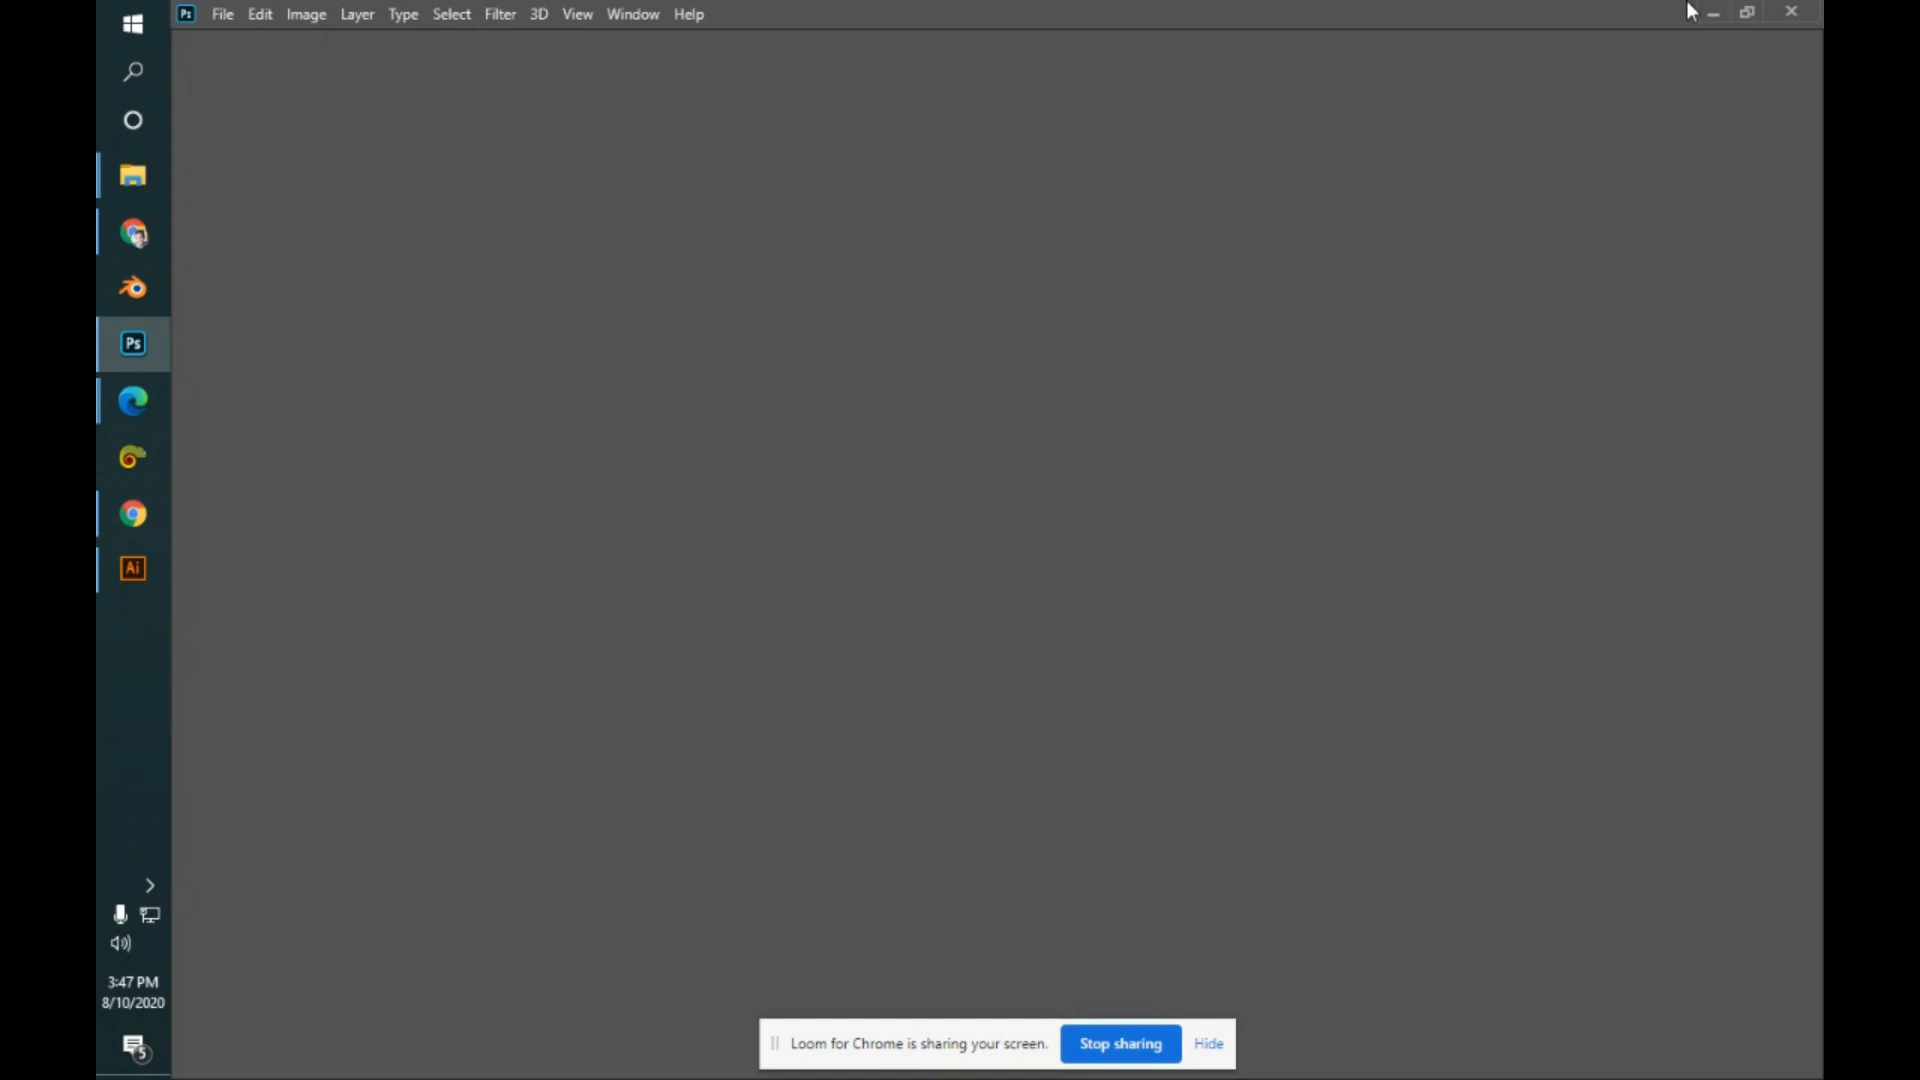 Ps File Edit Image Layer Type Select Filter 3D View Window Help
Ps
Ai
3:47 PM
8/10/2020
5
Loom for Chrome is sharing your screen. Stop sharing Hide